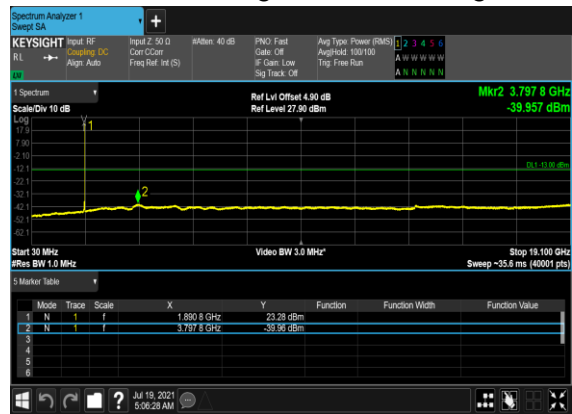 Spectrum Analyzer 1
Swept SA
KEYSIGHT Input: RF Input Z: 50 Ω #Atten: 40 dB PNO: Fast Avg Type: Power (RMS) 1 2 3 4 5 6
RL Coupling: DC Corr CCorr Gate: Off Avg|Hold: 100/100 A W W W W W
Align: Auto Freq Ref: Int (S) IF Gain: Low Trig: Free Run
LW Sig Track: Off A N N N N N
1 Spectrum Ref Lvl Offset 4.90 dB Mkr2 3.797 8 GHz
Scale/Div 10 dB Ref Level 27.90 dBm -39.957 dBm
Log
1
17.9
7.90
-2.10
-12.1 DL1 -13.00 dBm
-22.1
-32.1 2
-42.1
-52.1
-62.1
Start 30 MHz Video BW 3.0 MHz* Stop 19.100 GHz
#Res BW 1.0 MHz Sweep ~35.6 ms (40001 pts)
5 Marker Table
Mode Trace Scale X Y Function Function Width Function Value
1 N 1 f 1.890 8 GHz 23.28 dBm
2 N 1 f 3.797 8 GHz -39.96 dBm
3
4
5
6
? Jul 19, 2021
5:06:28 AM